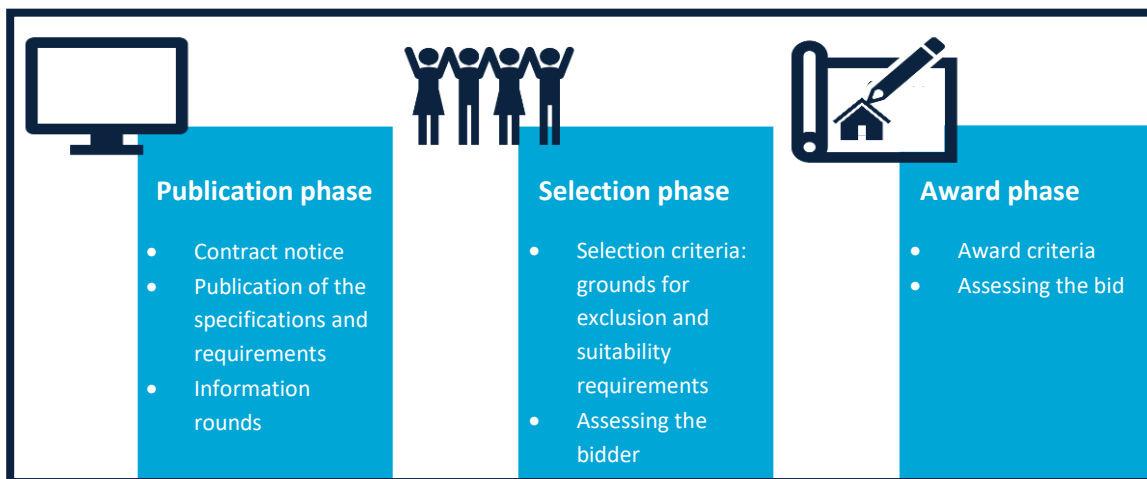 Publication phase
• Contract notice
• Publication of the
specifications and
requirements
• Information
rounds
Selection phase
• Selection criteria:
grounds for
exclusion and
suitability
requirements
• Assessing the
bidder
Award phase
• Award criteria
• Assessing the bid